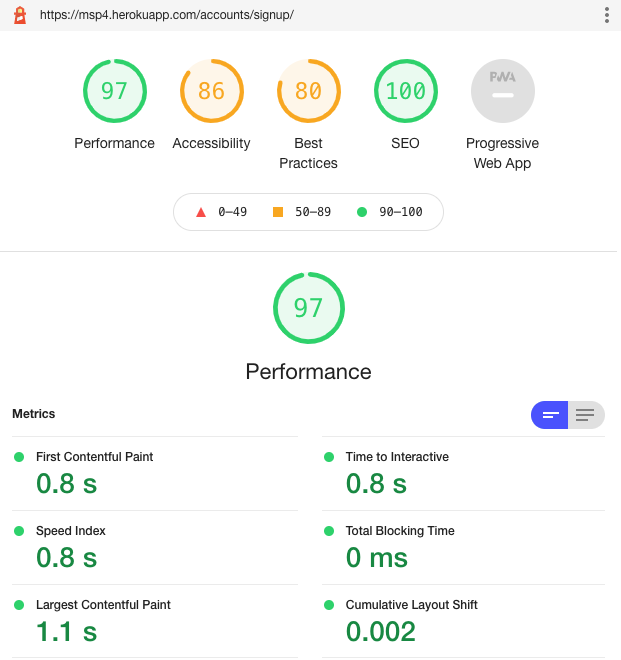 https://msp4.herokuapp.com/accounts/signup/
97 86 80 100 PWA
Performance Accessibility Best Practices SEO Progressive Web App
0–49 50–89 90–100
97
Performance
Metrics
First Contentful Paint
0.8 s
Time to Interactive
0.8 s
Speed Index
0.8 s
Total Blocking Time
0 ms
Largest Contentful Paint
1.1 s
Cumulative Layout Shift
0.002